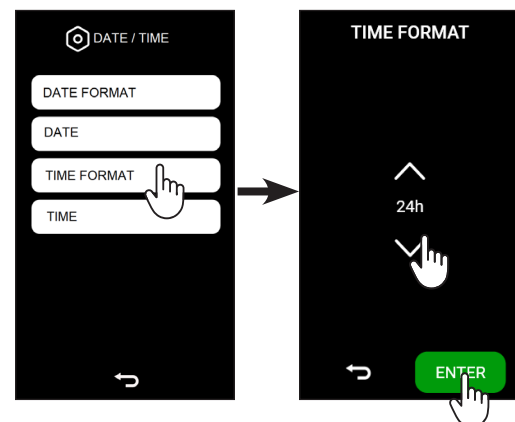 DATE / TIME
DATE FORMAT
DATE
TIME FORMAT
TIME
TIME FORMAT
24h
ENTER